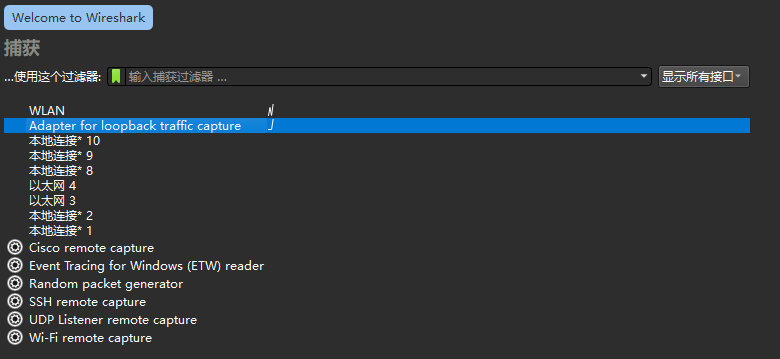 Welcome to Wireshark
捕获
…使用这个过滤器: 输入捕获过滤器 … 显示所有接口
WLAN
Adapter for loopback traffic capture
本地连接* 10
本地连接* 9
本地连接* 8
以太网 4
以太网 3
本地连接* 2
本地连接* 1
Cisco remote capture
Event Tracing for Windows (ETW) reader
Random packet generator
SSH remote capture
UDP Listener remote capture
Wi-Fi remote capture